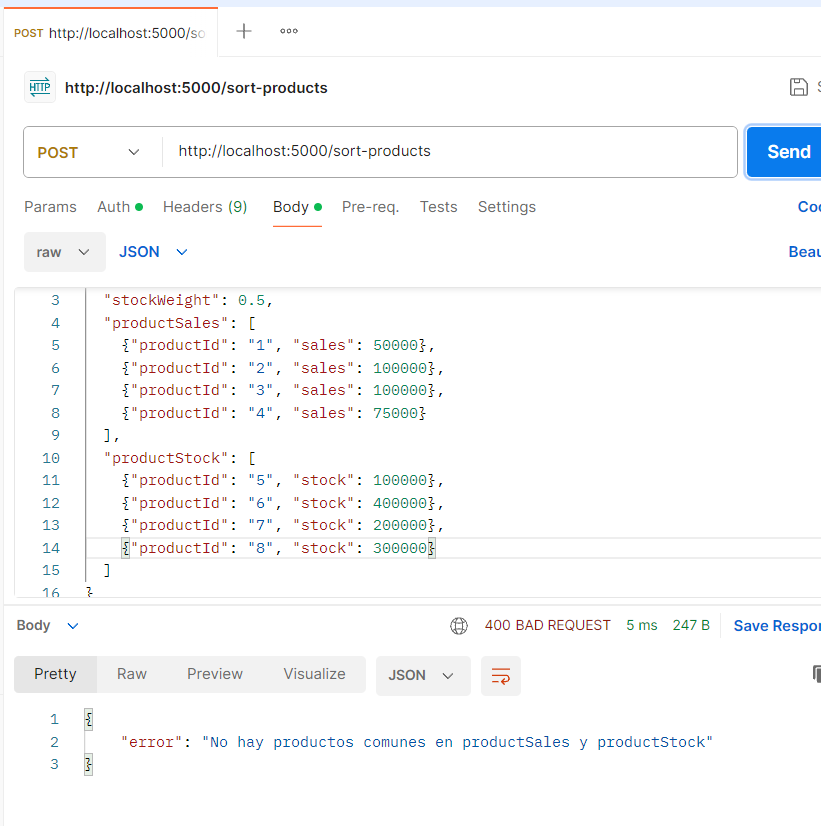 POST http://localhost:5000/so
HTTP http://localhost:5000/sort-products
POST http://localhost:5000/sort-products Send
Params Auth Headers (9) Body Pre-req. Tests Settings
raw JSON
3 "stockWeight": 0.5,
4 "productSales": [
5 {"productId": "1", "sales": 50000},
6 {"productId": "2", "sales": 100000},
7 {"productId": "3", "sales": 100000},
8 {"productId": "4", "sales": 75000}
9 ],
10 "productStock": [
11 {"productId": "5", "stock": 100000},
12 {"productId": "6", "stock": 400000},
13 {"productId": "7", "stock": 200000},
14 {"productId": "8", "stock": 300000}
15 ]
16 }
Body 400 BAD REQUEST 5 ms 247 B Save Respon
Pretty Raw Preview Visualize JSON
1 {
2 "error": "No hay productos comunes en productSales y productStock"
3 }